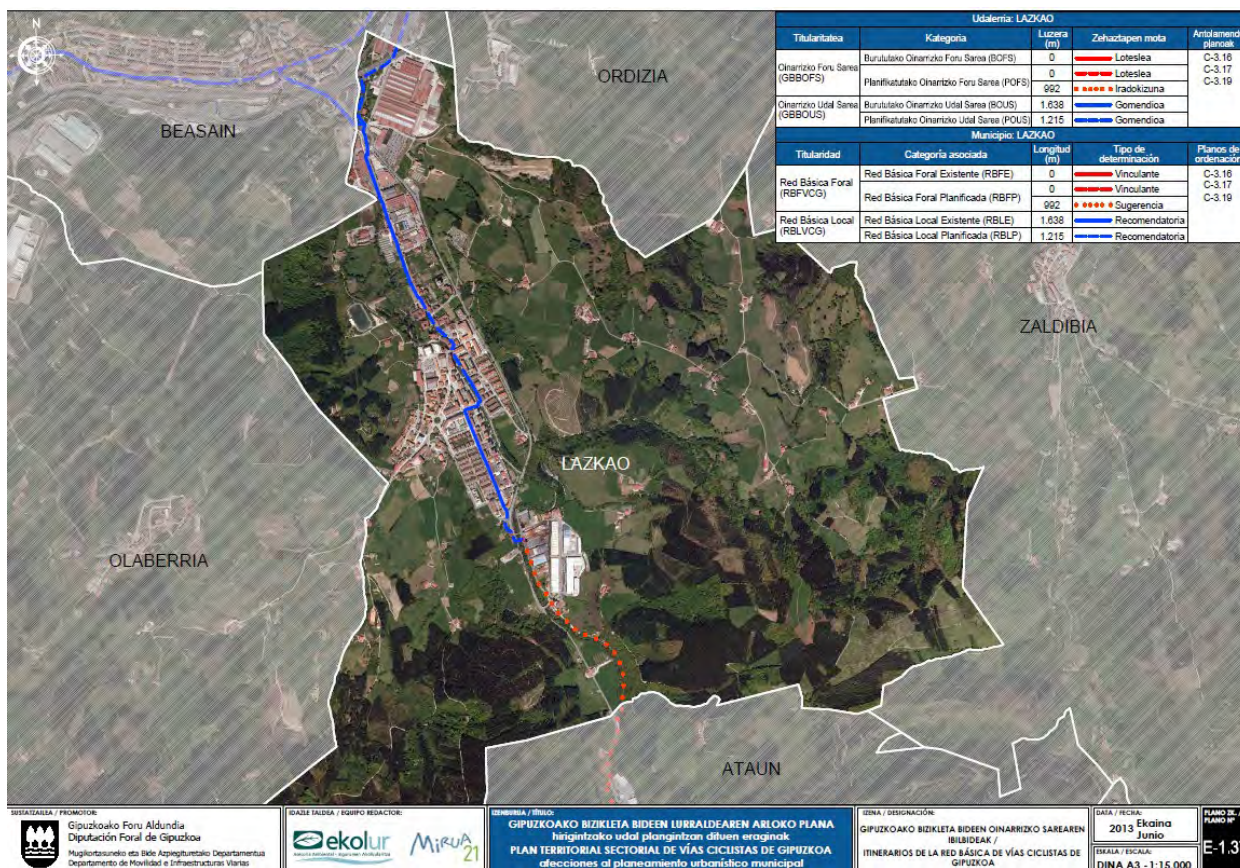 N
BEASAIN
ORDIZIA
ZALDIBIA
LAZKAO
OLABERRIA
ATAUN
Udalerria: LAZKAO
Titularitatea Kategoria Luzera (m) Zehaztapen mota Antolamendu planoak
Oinarrizko Foru Sarea (GBBOFS) Burututako Oinarrizko Foru Sarea (BOFS) 0 Loteslea C-3.16
Planifikatutako Oinarrizko Foru Sarea (POFS) 0 Loteslea C-3.17
992 Iradokizuna C-3.19
Oinarrizko Udal Sarea (GBBOUS) Burututako Oinarrizko Udal Sarea (BOUS) 1.638 Gomendioa
Planifikatutako Oinarrizko Udal Sarea (POUS) 1.215 Gomendioa
Municipio: LAZKAO
Titularidad Categoría asociada Longitud (m) Tipo de determinación Planos de ordenación
Red Básica Foral (RBFVCG) Red Básica Foral Existente (RBFE) 0 Vinculante C-3.16
Red Básica Foral Planificada (RBFP) 0 Vinculante C-3.17
992 Sugerencia C-3.19
Red Básica Local (RBLVCG) Red Básica Local Existente (RBLE) 1.638 Recomendatoria
Red Básica Local Planificada (RBLP) 1.215 Recomendatoria
SUSTATZAILEA / PROMOTOR:
Gipuzkoako Foru Aldundia
Diputación Foral de Gipuzkoa
Mugikortasuneko eta Bide Azpiegituretako Departamentua
Departamento de Movilidad e Infraestructuras Viarias
IDAZLE TALDEA / EQUIPO REDACTOR:
ekolur
MIRUA 21
IZENBURUA / TÍTULO:
GIPUZKOAKO BIZIKLETA BIDEEN LURRALDEAREN ARLOKO PLANA
hirigintzako udal plangintzan dituen eraginak
PLAN TERRITORIAL SECTORIAL DE VÍAS CICLISTAS DE GIPUZKOA
afecciones al planeamiento urbanístico municipal
IZENA / DESIGNACIÓN:
GIPUZKOAKO BIZIKLETA BIDEEN OINARRIZKO SAREAREN
IBILBIDEAK /
ITINERARIOS DE LA RED BÁSICA DE VÍAS CICLISTAS DE
GIPUZKOA
DATA / FECHA:
2013 Ekaina
Junio
ESKALA / ESCALA:
DINA A3 - 1:15.000
PLANO ZK. /
PLANO Nº
E-1.37